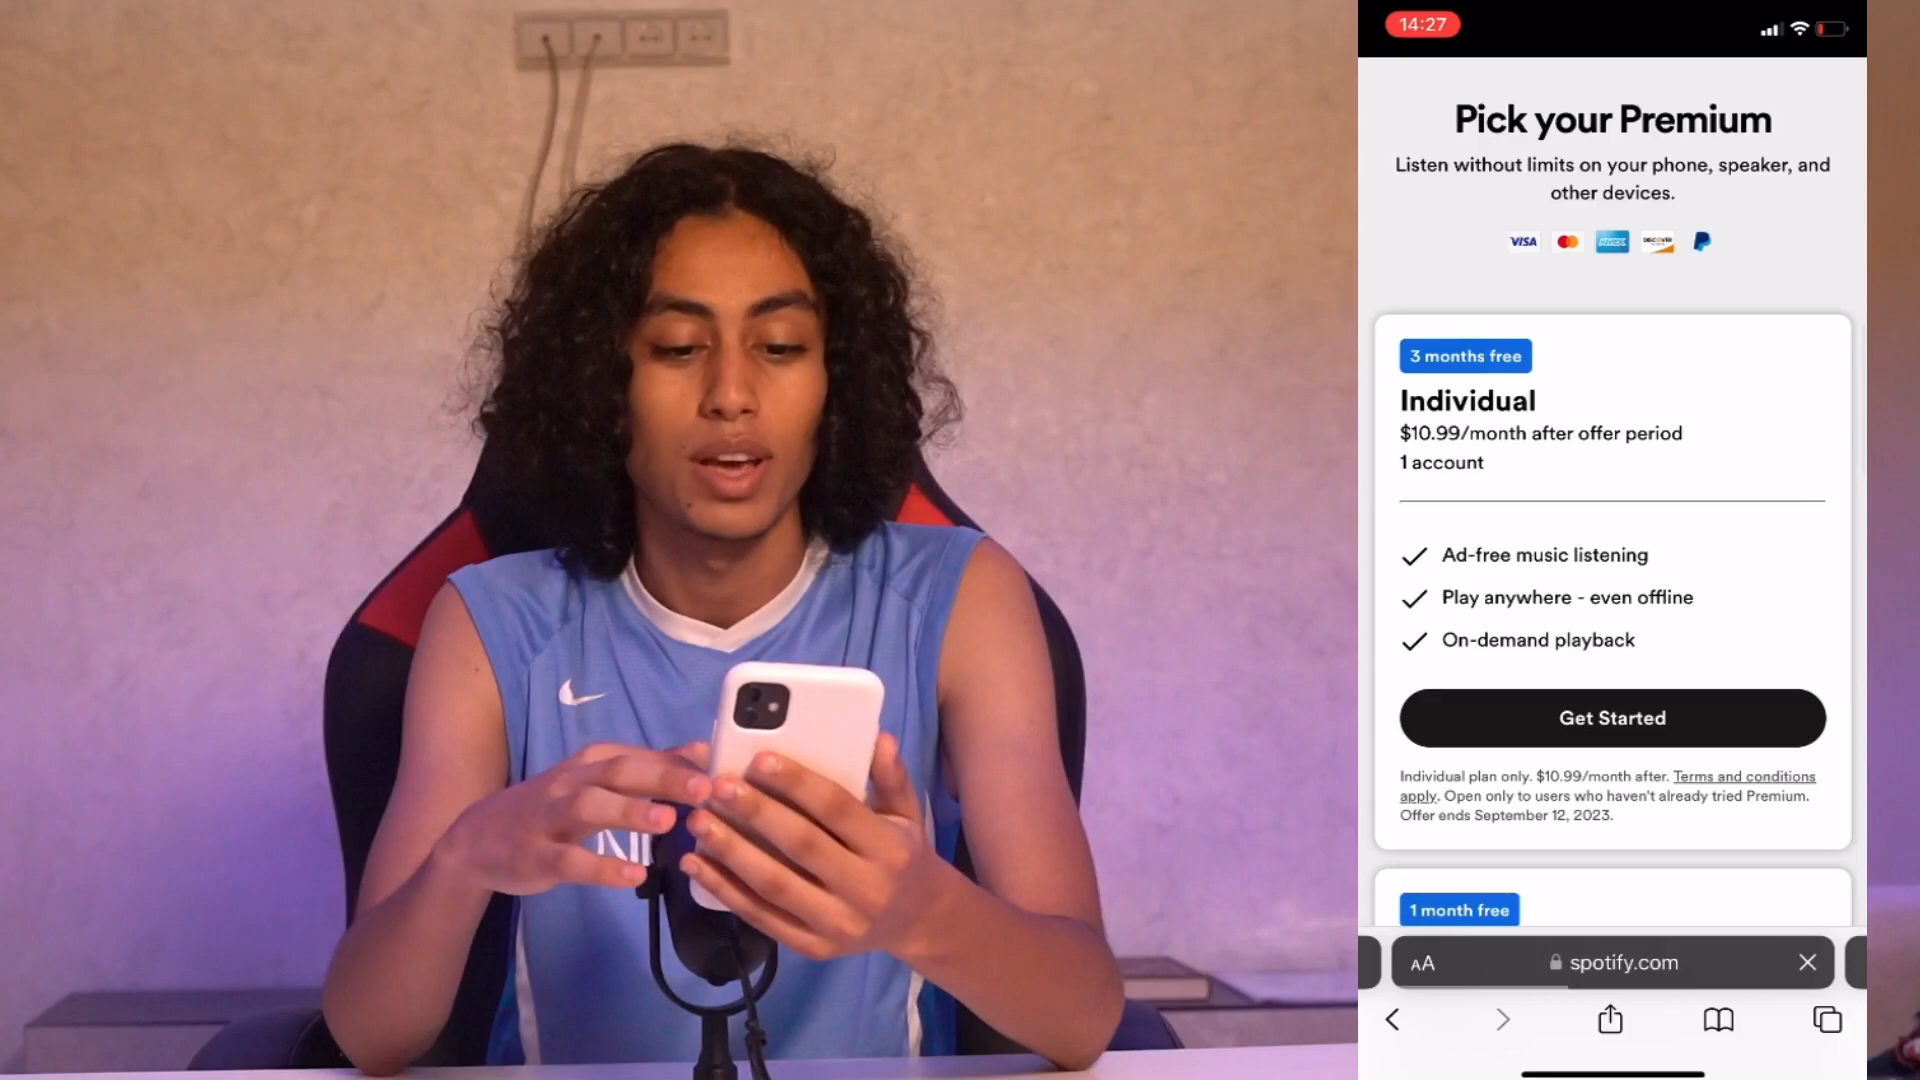 14:27
Pick your Premium
Listen without limits on your phone, speaker, and
other devices.
VISA AMEX DISCOVER
3 months free
Individual
$10.99/month after offer period
1 account
Ad-free music listening
Play anywhere - even offline
On-demand playback
Get Started
Individual plan only. $10.99/month after. Terms and conditions
apply. Open only to users who haven't already tried Premium.
Offer ends September 12, 2023.
1 month free
AA spotify.com